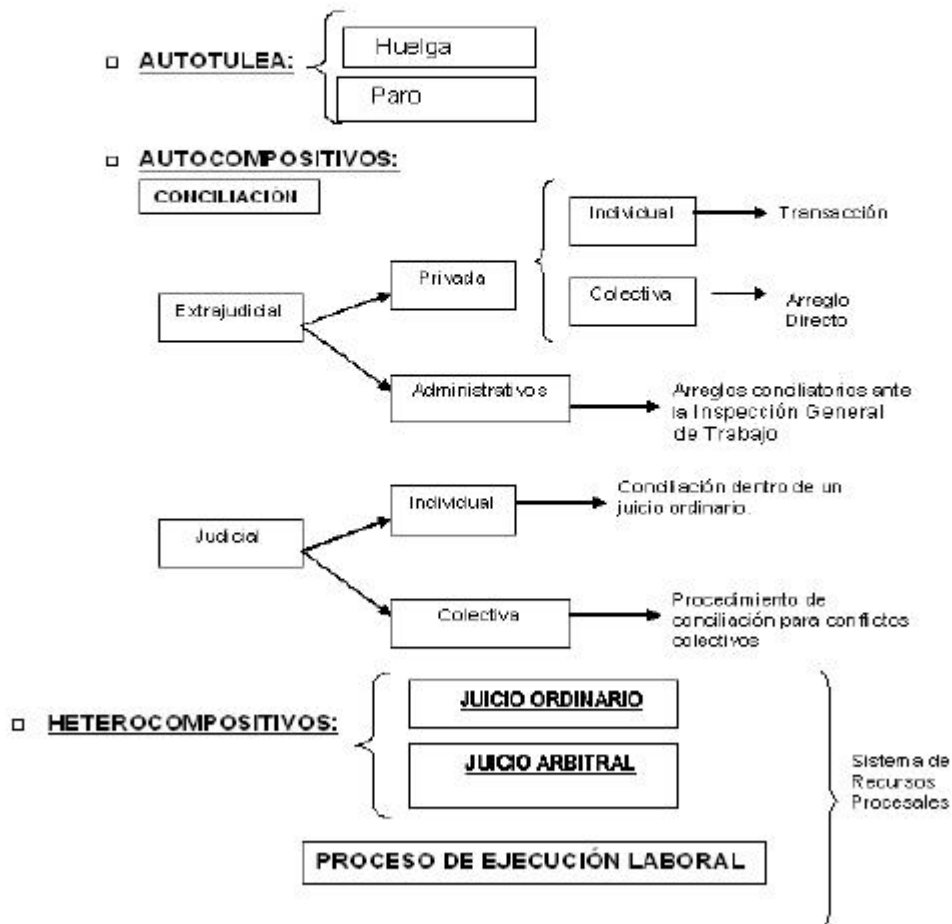 AUTOTULEA:
Huelga
Paro
AUTOCOMPOSITIVOS:
CONCILIACION
Individual
Transacción
Privada
Colectiva
Arreglo
Directo
Extrajudicial
Administrativos
Arreglos conciliatorios ante
la Inspección General
de Trabajo
Individual
Conciliación dentro de un
juicio ordinario.
Judicial
Colectiva
Procedimiento de
conciliación para conflictos
colectivos
HETEROCOMPOSITIVOS:
JUICIO ORDINARIO
JUICIO ARBITRAL
Sistema de
Recursos
Procesales
PROCESO DE EJECUCIÓN LABORAL